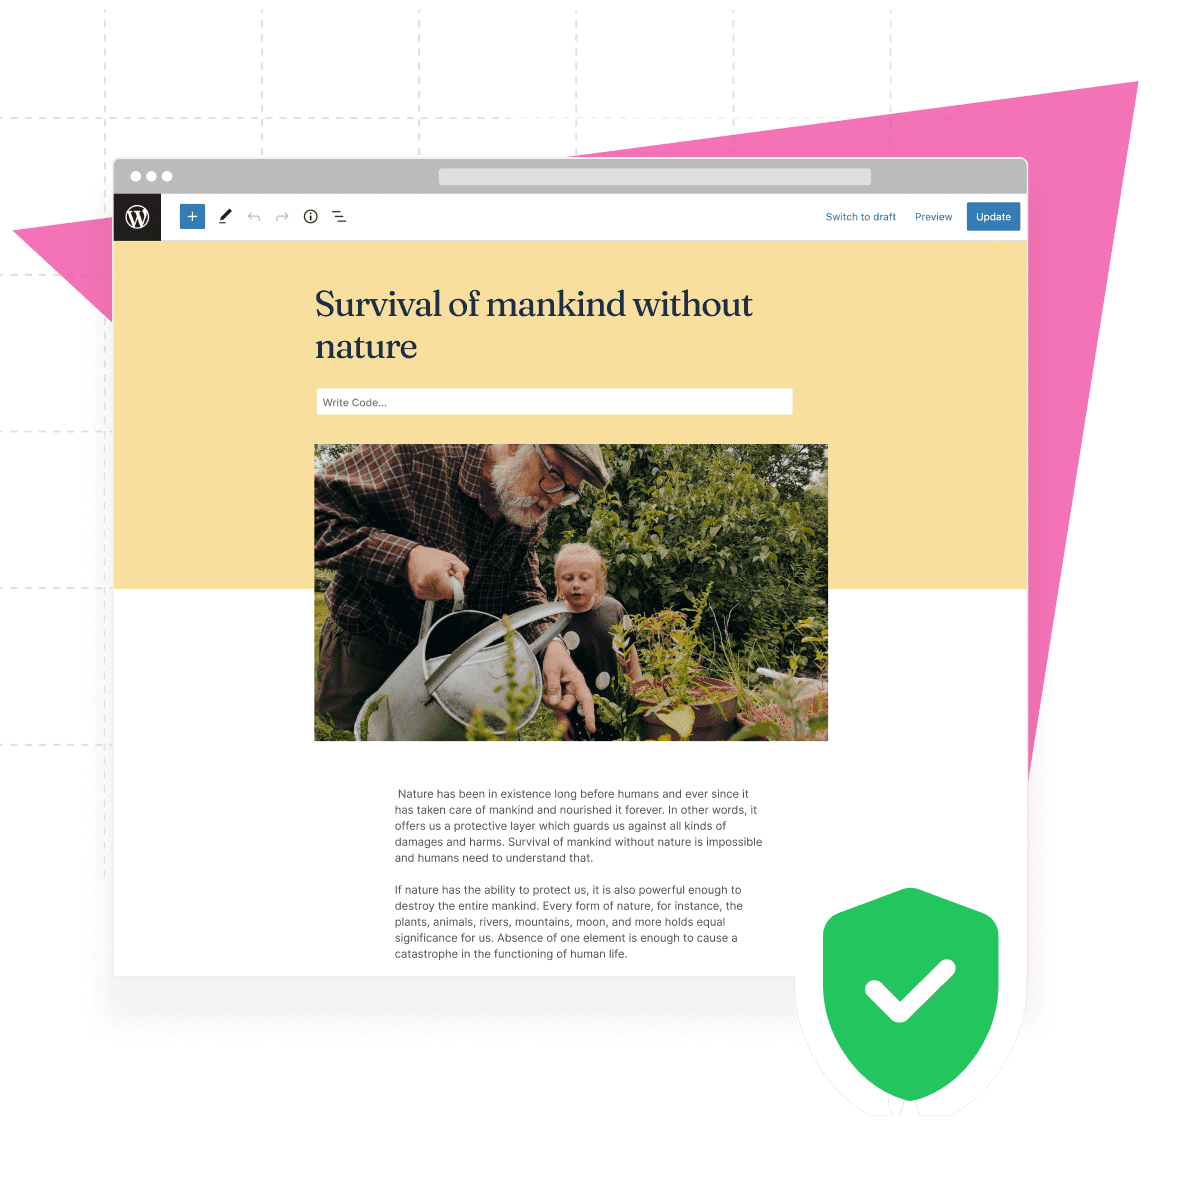 Switch to draft Preview Update
Survival of mankind without
nature
Write Code...
Nature has been in existence long before humans and ever since it
has taken care of mankind and nourished it forever. In other words, it
offers us a protective layer which guards us against all kinds of
damages and harms. Survival of mankind without nature is impossible
and humans need to understand that.
If nature has the ability to protect us, it is also powerful enough to
destroy the entire mankind. Every form of nature, for instance, the
plants, animals, rivers, mountains, moon, and more holds equal
significance for us. Absence of one element is enough to cause a
catastrophe in the functioning of human life.